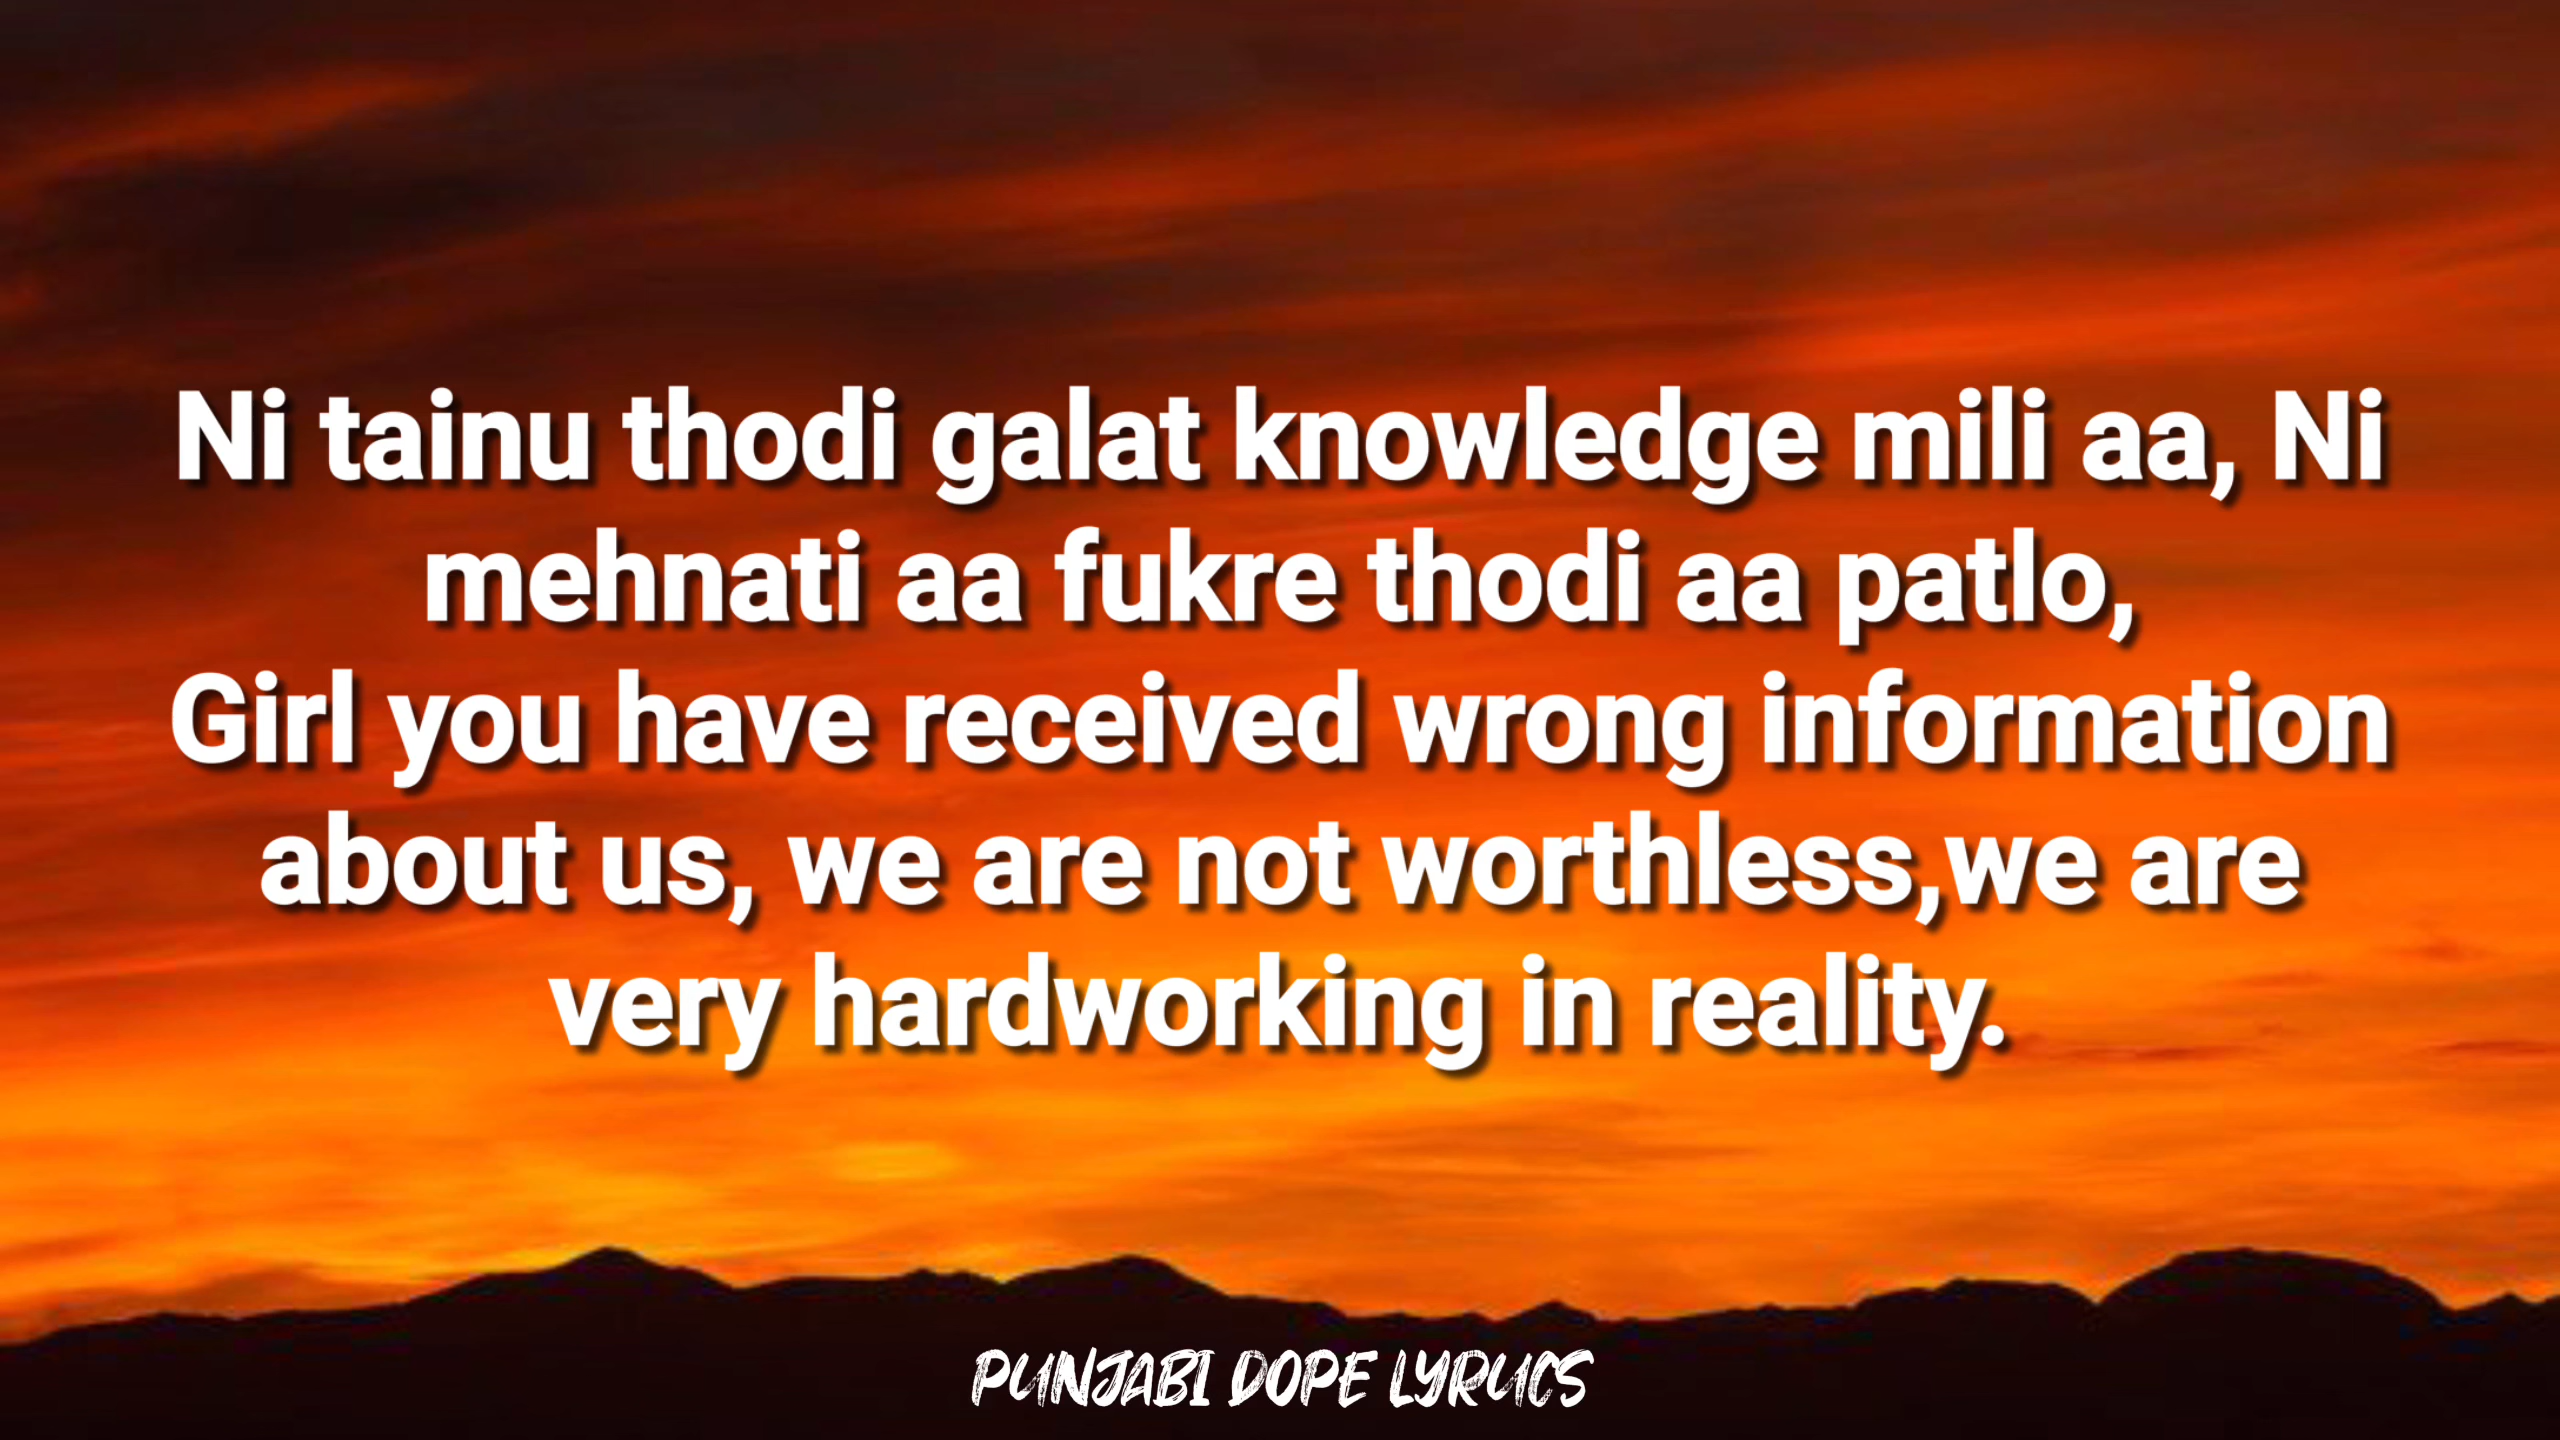 Ni tainu thodi galat knowledge mili aa, Ni
mehnati aa fukre thodi aa patlo,
Girl you have received wrong information
about us, we are not worthless,we are
very hardworking in reality.
PUNJABI DOPE LYRUCS